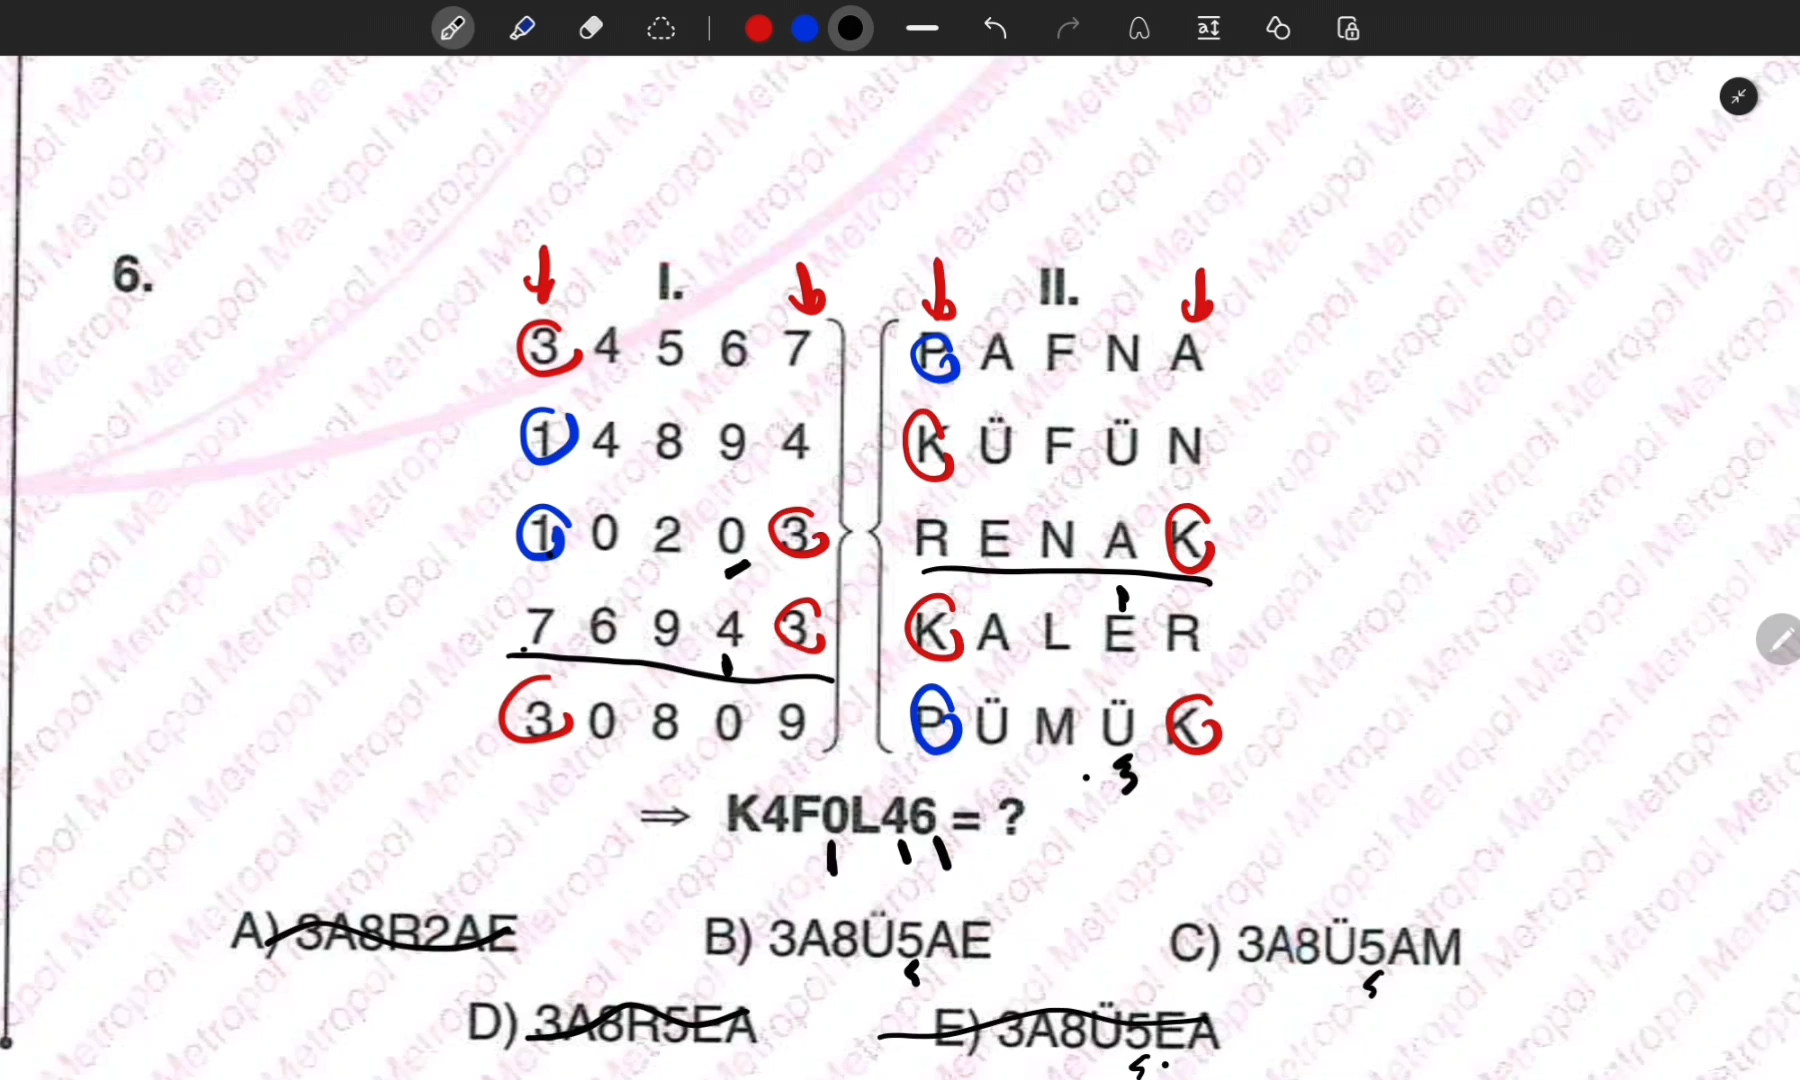 6.
I. II.
3 4 5 6 7 P A F N A
1 4 8 9 4 K Ü F Ü N
1 0 2 0 3 R E N A K
7 6 9 4 3 K A L E R
3 0 8 0 9 P Ü M Ü K
⇒ K4F0L46 = ?
A) 3A8R2AE B) 3A8Ü5AE C) 3A8Ü5AM
D) 3A8R5EA E) 3A8Ü5EA